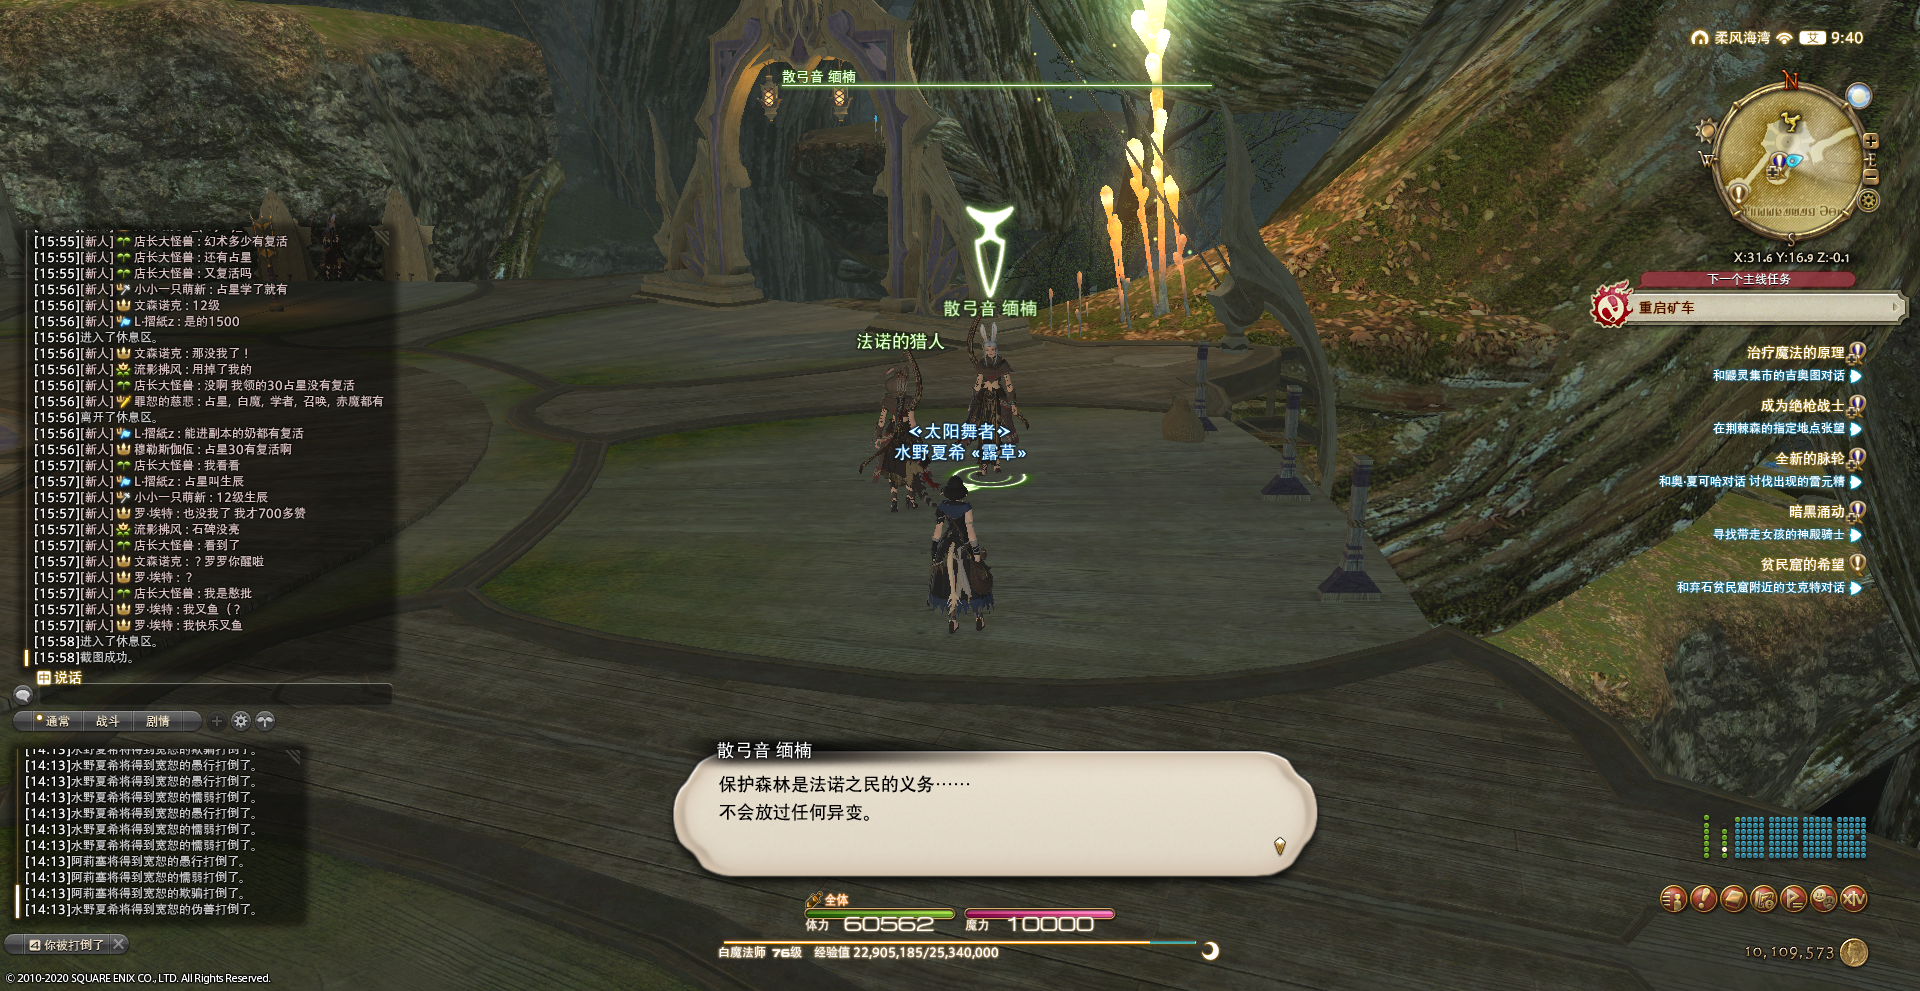 散弓音 缅楠
柔风海湾 艾 9:40
N
W
E
S
X:31.6 Y:16.9 Z:-0.1
下一个主线任务
重启矿车
治疗魔法的原理
和鼹灵集市的吉奥图对话
成为绝枪战士
在荆棘森的指定地点张望
全新的脉轮
和奥·夏可哈对话 讨伐出现的雷元精
暗黑涌动
寻找带走女孩的神殿骑士
贫民窟的希望
和弃石贫民窟附近的艾克特对话
散弓音 缅楠
法诺的猎人
太阳舞者
水野夏希 «露草»
[15:55][新人]店长大怪兽 : 幻术多少有复活
[15:55][新人]店长大怪兽 : 还有占星
[15:55][新人]店长大怪兽 : 又复活吗
[15:56][新人]小小一只萌新 : 占星学了就有
[15:56][新人]文森诺克 : 12级
[15:56][新人]L·摺紙z : 是的1500
[15:56]进入了休息区。
[15:56][新人]文森诺克 : 那没我了！
[15:56][新人]流影拂风 : 用掉了我的
[15:56][新人]店长大怪兽 : 没啊 我领的30占星没有复活
[15:56][新人]罪恕的慈悲 : 占星, 白魔, 学者, 召唤, 赤魔都有
[15:56]离开了休息区。
[15:56][新人]L·摺紙z : 能进副本的奶都有复活
[15:56][新人]穆勒斯伽佤 : 占星30有复活啊
[15:57][新人]店长大怪兽 : 我看看
[15:57][新人]L·摺紙z : 占星叫生辰
[15:57][新人]小小一只萌新 : 12级生辰
[15:57][新人]罗·埃特 : 也没我了 我才700多赞
[15:57][新人]流影拂风 : 石碑没亮
[15:57][新人]店长大怪兽 : 看到了
[15:57][新人]文森诺克 : ? 罗罗你醒啦
[15:57][新人]罗·埃特 : ?
[15:57][新人]店长大怪兽 : 我是憨批
[15:57][新人]罗·埃特 : 我叉鱼（?
[15:57][新人]罗·埃特 : 我快乐叉鱼
[15:58]进入了休息区。
[15:58]截图成功。
说话
通常 战斗 剧情
[14:13]水野夏希将得到宽恕的欺骗打倒了。
[14:13]水野夏希将得到宽恕的愚行打倒了。
[14:13]水野夏希将得到宽恕的愚行打倒了。
[14:13]水野夏希将得到宽恕的懦弱打倒了。
[14:13]水野夏希将得到宽恕的愚行打倒了。
[14:13]水野夏希将得到宽恕的懦弱打倒了。
[14:13]水野夏希将得到宽恕的懦弱打倒了。
[14:13]阿莉塞将得到宽恕的愚行打倒了。
[14:13]阿莉塞将得到宽恕的懦弱打倒了。
[14:13]阿莉塞将得到宽恕的欺骗打倒了。
[14:13]水野夏希将得到宽恕的伪善打倒了。
4 你被打倒了
散弓音 缅楠
保护森林是法诺之民的义务……
不会放过任何异变。
全体
体力 60562 魔力 10000
白魔法师 76级 经验值 22,905,185/25,340,000
10,109,573
© 2010-2020 SQUARE ENIX CO., LTD. All Rights Reserved.